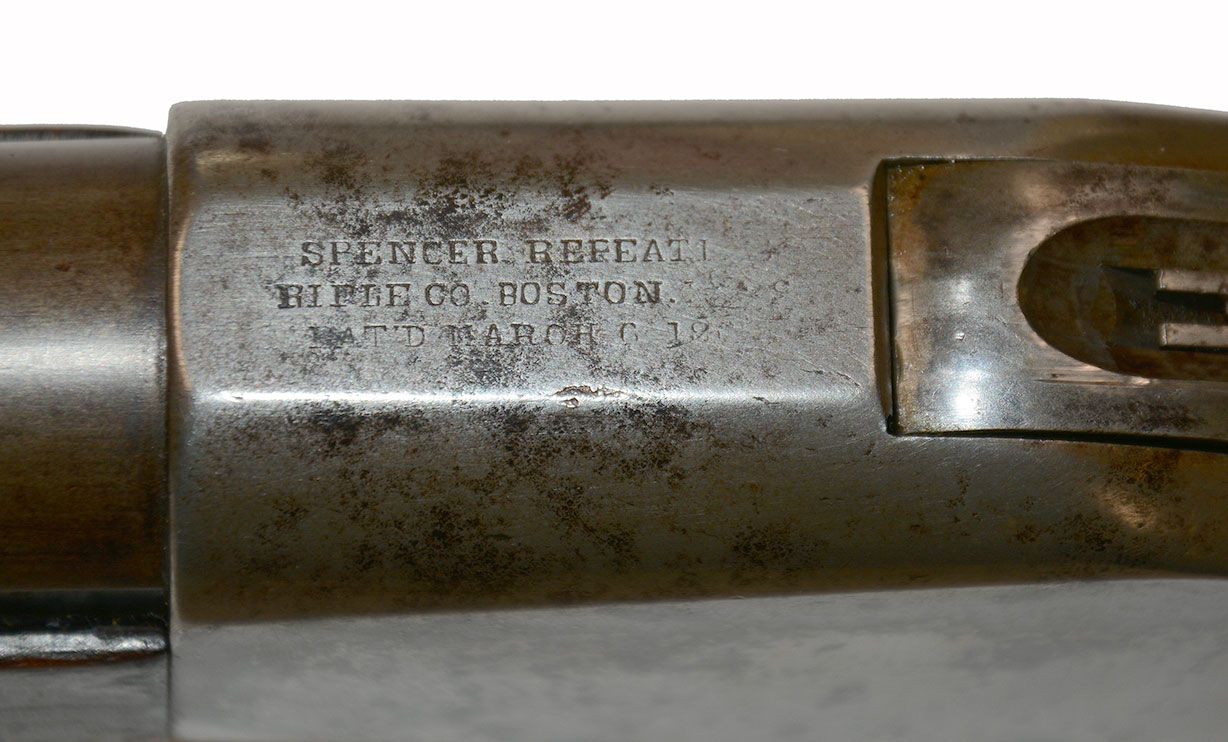 SPENCER REPEATI
RIFLE CO. BOSTON.
PAT'D MARCH 6 18